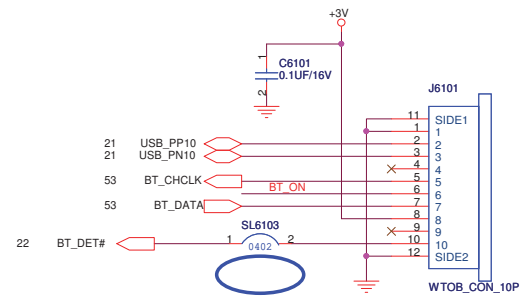 +3V
1
C6101
0.1UF/16V
2
J6101
11 SIDE1
1 1
21 USB_PP10 2 2
21 USB_PN10 3 3
4 4
53 BT_CHCLK 5 5
BT_ON 6 6
53 BT_DATA 7 7
8 8
9 9
SL6103
22 BT_DET# 1 0402 2 10 10
12 SIDE2
WTOB_CON_10P